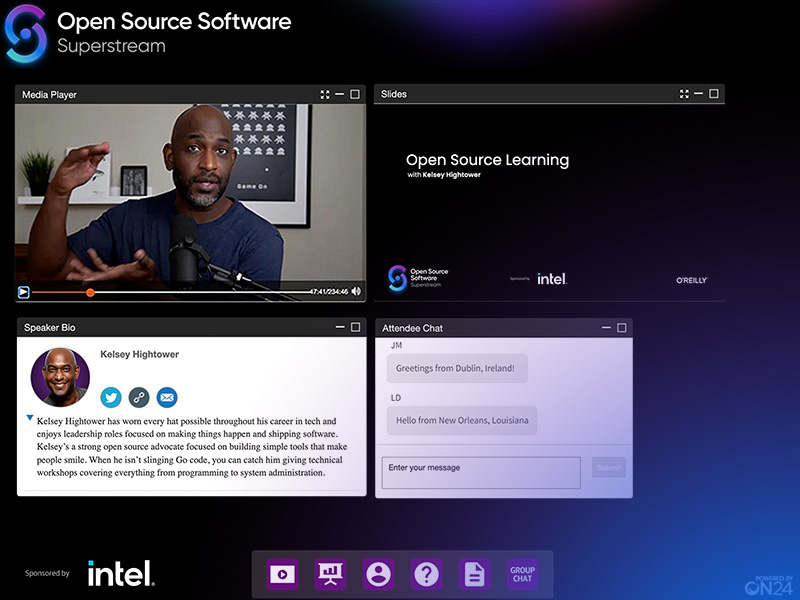 Open Source Software
Superstream
Media Player
Game On
47:41/234:46
Slides
Open Source Learning
with Kelsey Hightower
Open Source
Software
Superstream
Sponsored by
intel.
O'REILLY
Speaker Bio
Kelsey Hightower
Kelsey Hightower has worn every hat possible throughout his career in tech and
enjoys leadership roles focused on making things happen and shipping software.
Kelsey's a strong open source advocate focused on building simple tools that make
people smile. When he isn't slinging Go code, you can catch him giving technical
workshops covering everything from programming to system administration.
Attendee Chat
JM
Greetings from Dublin, Ireland!
LD
Hello from New Orleans, Louisiana
Enter your message
Submit
Sponsored by
intel.
GROUP
CHAT
POWERED BY
ON24